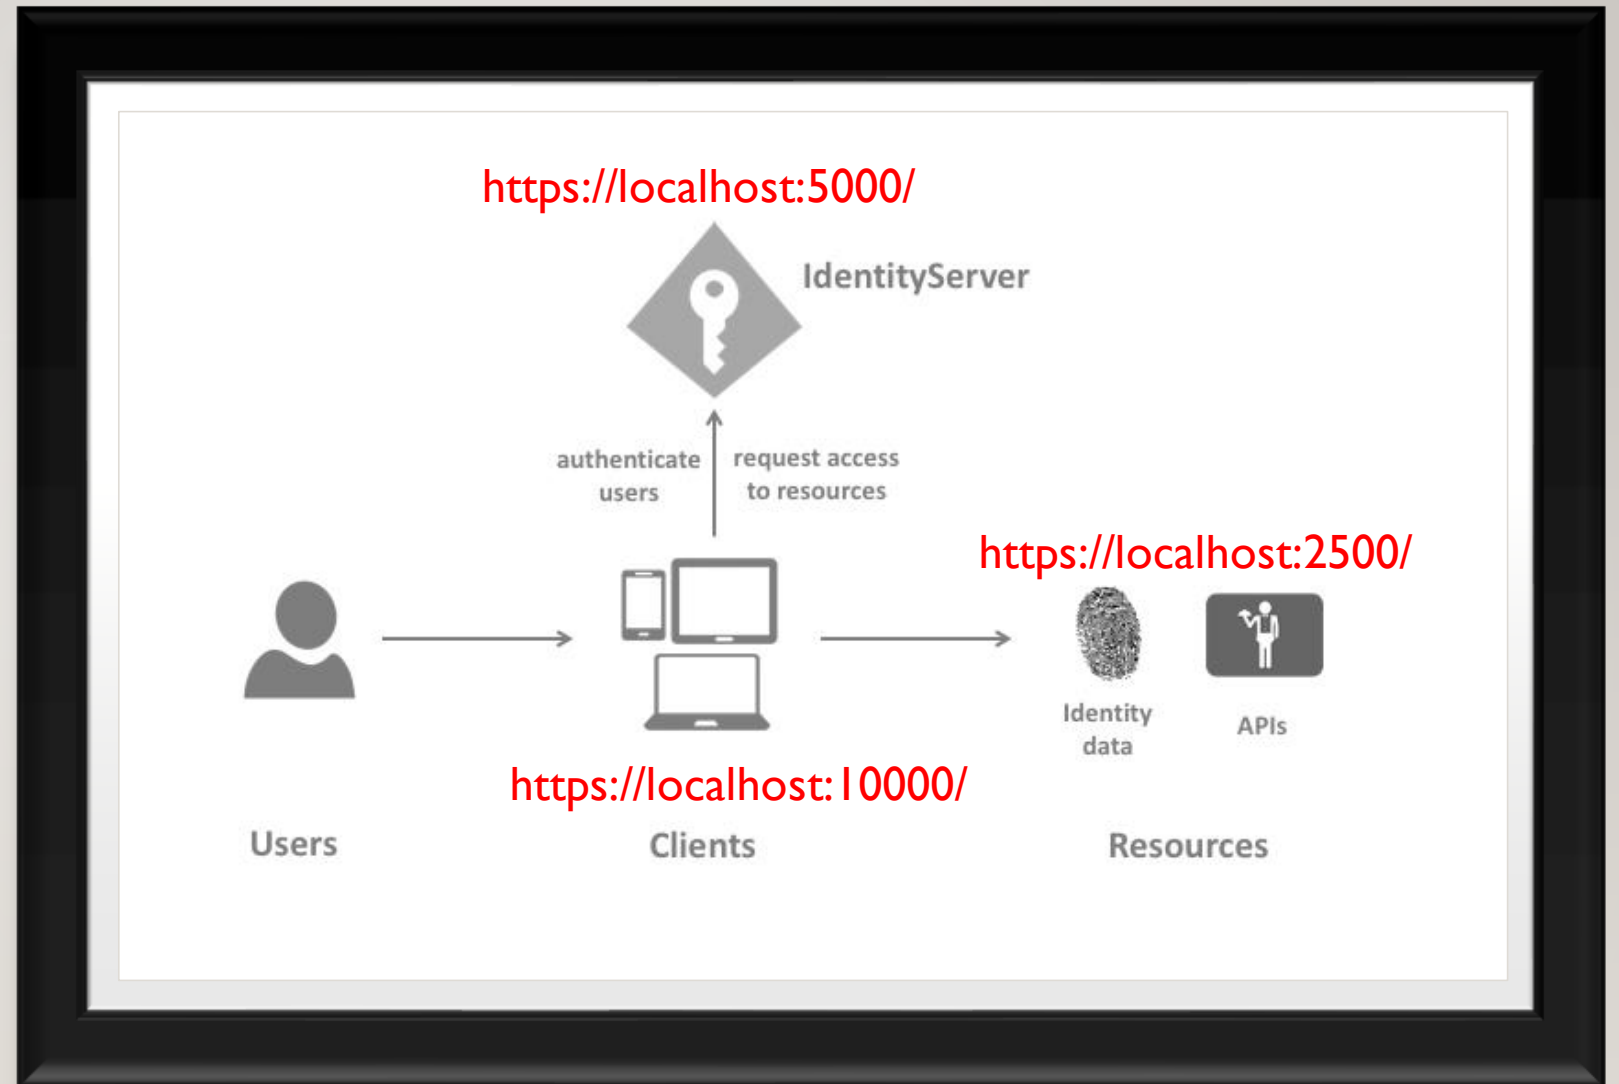 https://localhost:5000/
IdentityServer
authenticate
users
request access
to resources
https://localhost:2500/
Identity
data
APIs
https://localhost:10000/
Users
Clients
Resources